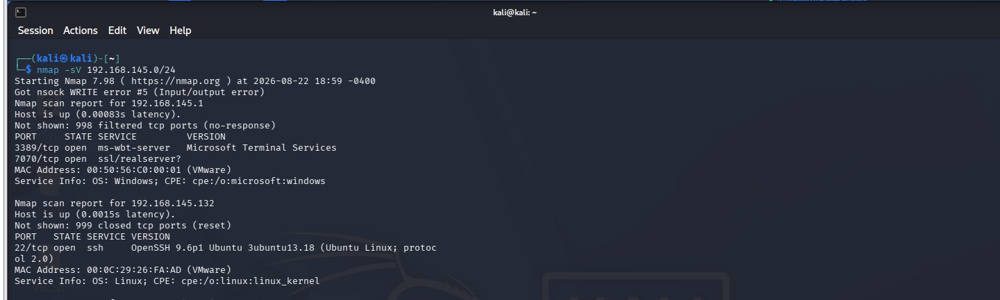 kali@kali: ~
Session Actions Edit View Help
┌──(kali㉿kali)-[~]
└─$ nmap -sV 192.168.145.0/24
Starting Nmap 7.98 ( https://nmap.org ) at 2026-08-22 18:59 -0400
Got nsock WRITE error #5 (Input/output error)
Nmap scan report for 192.168.145.1
Host is up (0.00083s latency).
Not shown: 998 filtered tcp ports (no-response)
PORT     STATE SERVICE         VERSION
3389/tcp open  ms-wbt-server   Microsoft Terminal Services
7070/tcp open  ssl/realserver?
MAC Address: 00:50:56:C0:00:01 (VMware)
Service Info: OS: Windows; CPE: cpe:/o:microsoft:windows
Nmap scan report for 192.168.145.132
Host is up (0.0015s latency).
Not shown: 999 closed tcp ports (reset)
PORT   STATE SERVICE VERSION
22/tcp open  ssh     OpenSSH 9.6p1 Ubuntu 3ubuntu13.18 (Ubuntu Linux; protoc
ol 2.0)
MAC Address: 00:0C:29:26:FA:AD (VMware)
Service Info: OS: Linux; CPE: cpe:/o:linux:linux_kernel